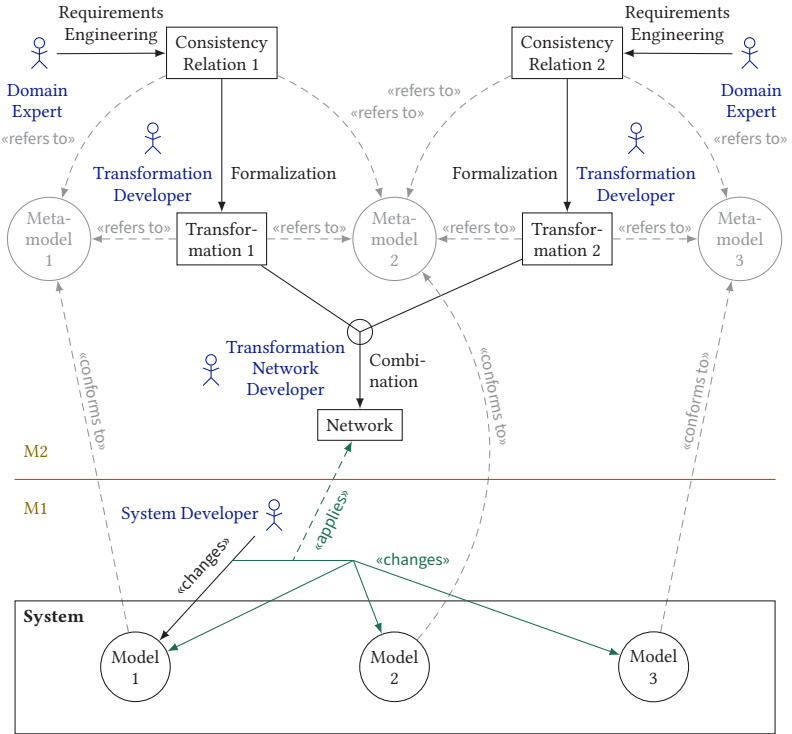 Requirements
Engineering
Consistency
Relation 1
Domain
Expert
Consistency
Relation 2
Requirements
Engineering
Domain
Expert
«refers to»
«refers to»
«refers to»
«refers to»
Transformation
Developer
Formalization
Formalization
Transformation
Developer
Meta-
model
1
«refers to»
Transfor-
mation 1
«refers to»
Meta-
model
2
«refers to»
Transfor-
mation 2
«refers to»
Meta-
model
3
Transformation
Network
Developer
Combi-
nation
«conforms to»
«conforms to»
«conforms to»
Network
M2
M1
System Developer
«applies»
«changes»
«changes»
System
Model
1
Model
2
Model
3